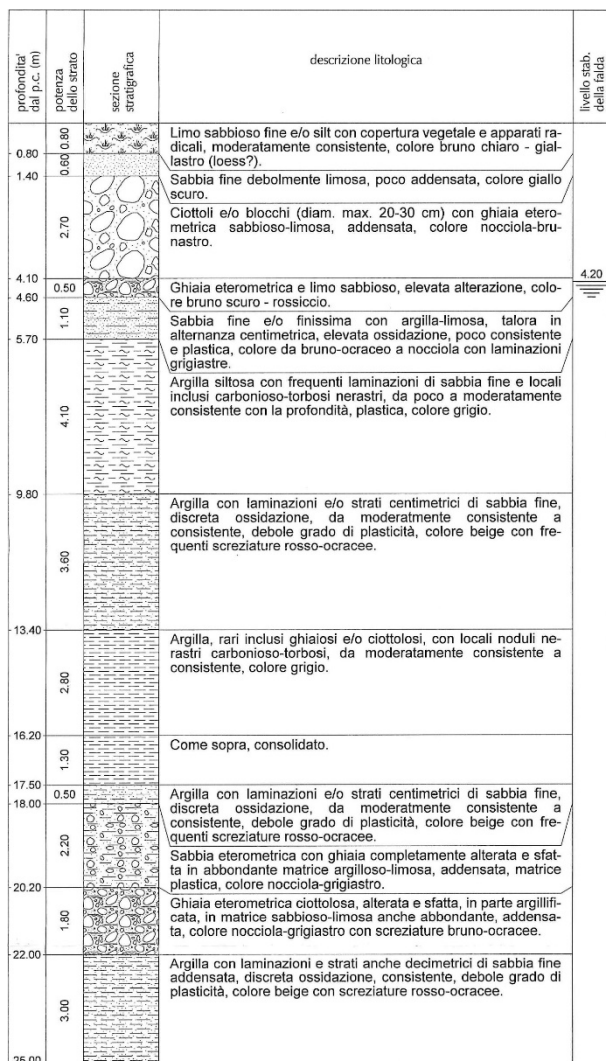 profondita' dal p.c. (m)
potenza dello strato
sezione stratigrafica
descrizione litologica
livello stab. della falda
0.80
Limo sabbioso fine e/o silt con copertura vegetale e apparati ra-
dicali, moderatamente consistente, colore bruno chiaro - gial-
lastro (loess?).
0.80
0.60
Sabbia fine debolmente limosa, poco addensata, colore giallo
scuro.
1.40
2.70
Ciottoli e/o blocchi (diam. max. 20-30 cm) con ghiaia etero-
metrica sabbioso-limosa, addensata, colore nocciola-bru-
nastro.
4.10
4.20
0.50
Ghiaia eterometrica e limo sabbioso, elevata alterazione, colo-
re bruno scuro - rossiccio.
4.60
1.10
Sabbia fine e/o finissima con argilla-limosa, talora in
alternanza centimetrica, elevata ossidazione, poco consistente
e plastica, colore da bruno-ocraceo a nocciola con laminazioni
grigiastre.
5.70
4.10
Argilla siltosa con frequenti laminazioni di sabbia fine e locali
inclusi carbonioso-torbosi nerastri, da poco a moderatamente
consistente con la profondità, plastica, colore grigio.
9.80
3.60
Argilla con laminazioni e/o strati centimetrici di sabbia fine,
discreta ossidazione, da moderatmente consistente a
consistente, debole grado di plasticità, colore beige con fre-
quenti screziature rosso-ocracee.
13.40
2.80
Argilla, rari inclusi ghiaiosi e/o ciottolosi, con locali noduli ne-
rastri carbonioso-torbosi, da moderatamente consistente a
consistente, colore grigio.
16.20
1.30
Come sopra, consolidato.
17.50
0.50
Argilla con laminazioni e/o strati centimetrici di sabbia fine,
discreta ossidazione, da moderatmente consistente a
consistente, debole grado di plasticità, colore beige con fre-
quenti screziature rosso-ocracee.
18.00
2.20
Sabbia eterometrica con ghiaia completamente alterata e sfat-
ta in abbondante matrice argilloso-limosa, addensata, matrice
plastica, colore nocciola-grigiastro.
20.20
1.80
Ghiaia eterometrica ciottolosa, alterata e sfatta, in parte argillifi-
cata, in matrice sabbioso-limosa anche abbondante, addensa-
ta, colore nocciola-grigiastro con screziature bruno-ocracee.
22.00
3.00
Argilla con laminazioni e strati anche decimetrici di sabbia fine
addensata, discreta ossidazione, consistente, debole grado di
plasticità, colore beige con screziature rosso-ocracee.
25.00